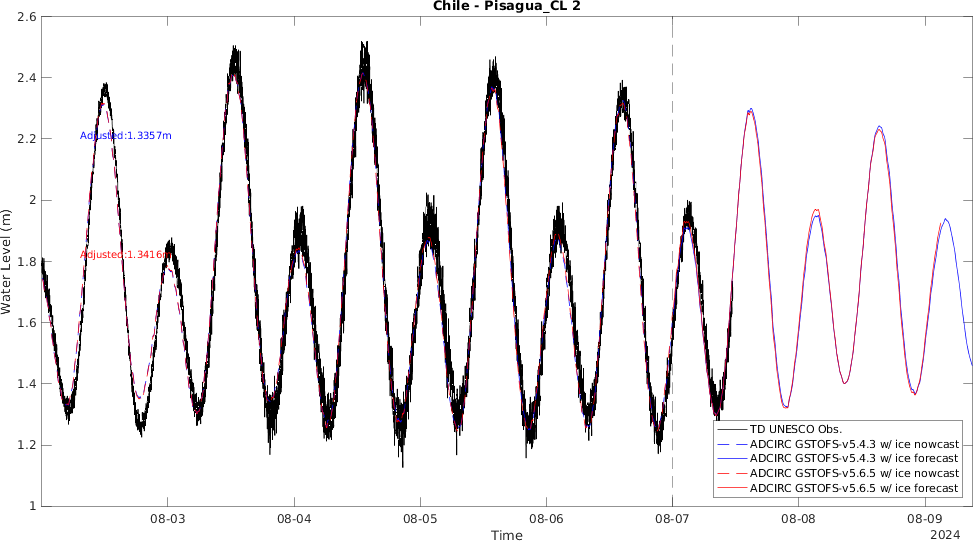 Chile - Pisagua_CL 2
2.6
2.4
2.2
2
1.8
1.6
1.4
1.2
1
Water Level (m)
Adjusted:1.3357m
Adjusted:1.3416m
TD UNESCO Obs.
ADCIRC GSTOFS-v5.4.3 w/ ice nowcast
ADCIRC GSTOFS-v5.4.3 w/ ice forecast
ADCIRC GSTOFS-v5.6.5 w/ ice nowcast
ADCIRC GSTOFS-v5.6.5 w/ ice forecast
08-03 08-04 08-05 08-06 08-07 08-08 08-09
Time
2024